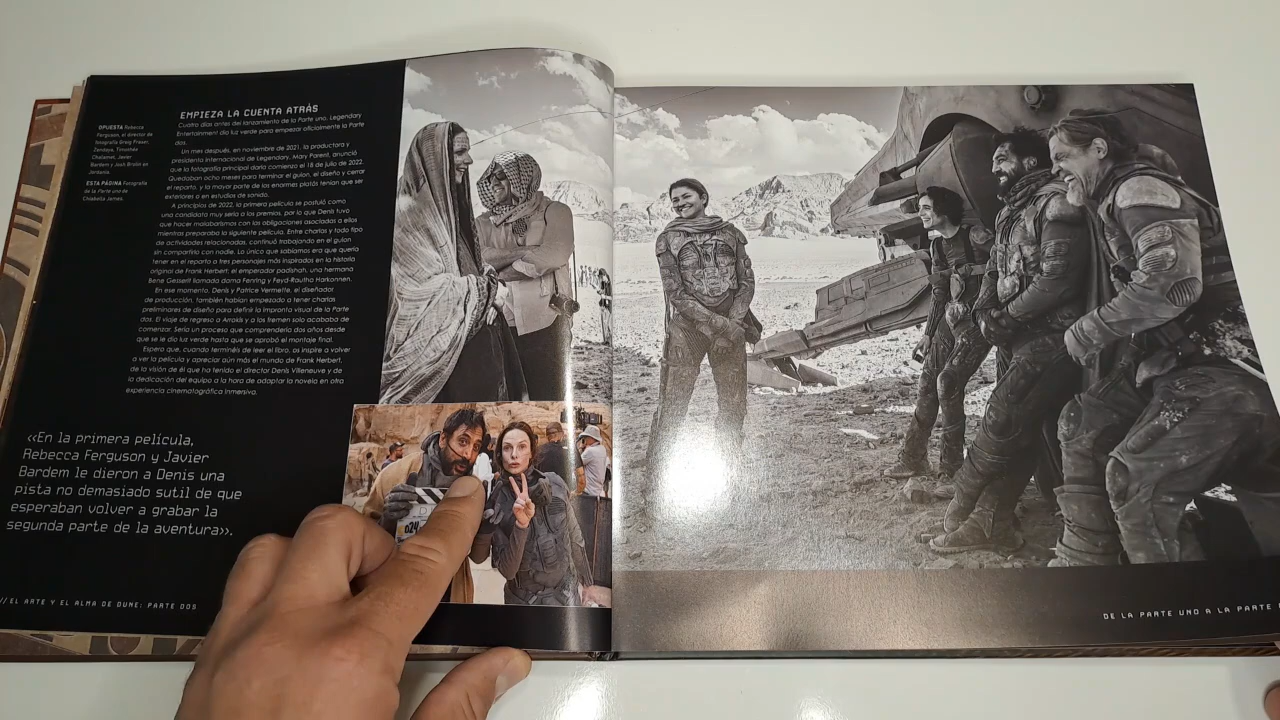 EMPIEZA LA CUENTA ATRÁS
Cuatro días antes del lanzamiento de la Parte uno, Legendary
Entertainment dio luz verde para empezar oficialmente la Parte
dos.
Un mes después, en noviembre de 2021, la productora y
presidenta internacional de Legendary, Mary Parent, anunció
que la fotografía principal daría comienzo el 18 de julio de 2022.
Quedaban ocho meses para terminar el guion, el diseño y cerrar
el reparto, y la mayor parte de los enormes platós tenían que ser
exteriores o en estudios de sonido.
A principios de 2022, la primera película se postuló como
una candidata muy seria a los premios, por lo que Denis tuvo
que hacer malabarismos con las obligaciones asociadas a ellos
mientras preparaba la siguiente película. Entre charlas y todo tipo
de actividades relacionadas, continuó trabajando en el guion
sin compartirlo con nadie. Lo único que sabíamos era que quería
tener en el reparto a tres personajes más inspirados en la historia
original de Frank Herbert: el emperador padishah, una hermana
Bene Gesserit llamada dama Fenring y Feyd-Rautha Harkonnen.
En ese momento, Denis y Patrice Vermette, el diseñador
de producción, también habían empezado a tener charlas
preliminares de diseño para definir la impronta visual de la Parte
dos. El viaje de regreso a Arrakis y a los fremen solo acababa de
comenzar. Sería un proceso que comprendería dos años desde
que se le dio luz verde hasta que se aprobó el montaje final.
Espero que, cuando terminéis de leer el libro, os inspire a volver
a ver la película y apreciar aún más el mundo de Frank Herbert,
de la visión de él que ha tenido el director Denis Villeneuve y de
la dedicación del equipo a la hora de adaptar la novela en otra
experiencia cinematográfica inmersiva.
OPUESTA Rebecca
Ferguson, el director de
fotografía Greig Fraser,
Zendaya, Timothée
Chalamet, Javier
Bardem y Josh Brolin en
Jordania.
ESTA PÁGINA Fotografía
de la Parte uno de
Chiabella James.
«En la primera película,
Rebecca Ferguson y Javier
Bardem le dieron a Denis una
pista no demasiado sutil de que
esperaban volver a grabar la
segunda parte de la aventura».
// EL ARTE Y EL ALMA DE DUNE: PARTE DOS
DE LA PARTE UNO A LA PARTE